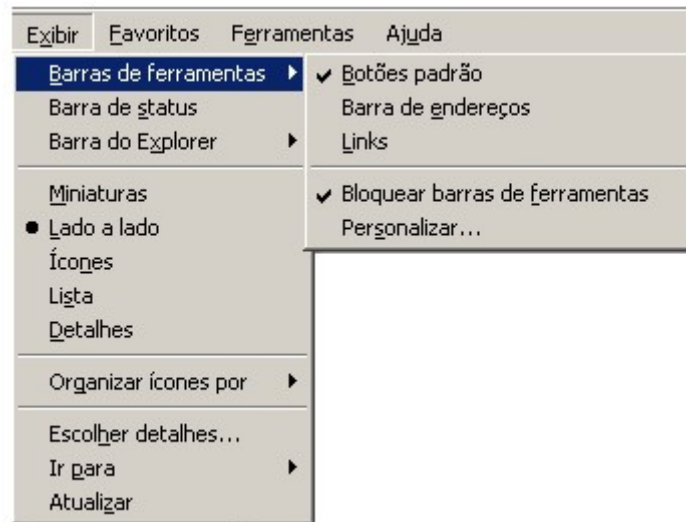 Exibir Favoritos Ferramentas Ajuda
Barras de ferramentas
Barra de status
Barra do Explorer
Miniaturas
Lado a lado
Ícones
Lista
Detalhes
Organizar ícones por
Escolher detalhes...
Ir para
Atualizar
Botões padrão
Barra de endereços
Links
Bloquear barras de ferramentas
Personalizar...